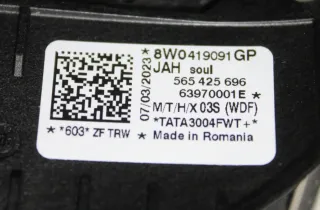 *8W0419091GP
JAH soul
565 425 696
63970001E *
M/T/H/X 03S (WDF)
*TATA3004FWT+*
* Made in Romania
07/03/2023 *
* *603* ZF TRW